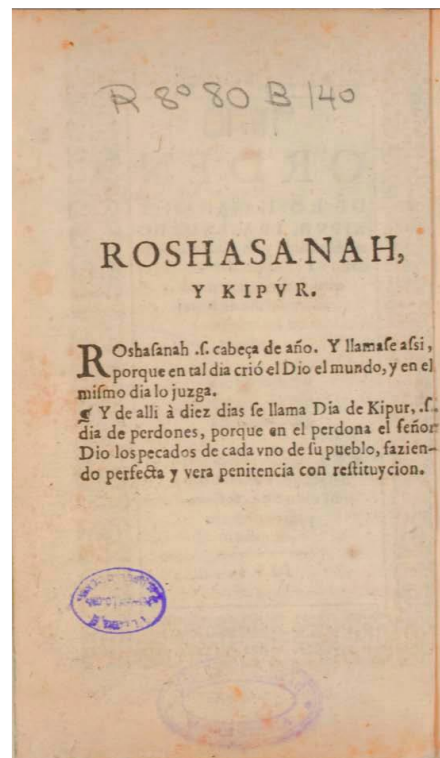 R 8° 80 B 140
ROSHASANAH,
Y KIPVR.
ROshaſanah .ſ. cabeça de año. Y llamaſe aſsi,
porque en tal dia crió el Dio el mundo, y en el
miſmo dia lo juzga.
¶ Y de alli à diez dias ſe llama Dia de Kipur, .ſ.
dia de perdones, porque en el perdona el ſeñor
Dio los pecados de cada vno de ſu pueblo, fazien-
do perfecta y vera penitencia con reſtituycion.